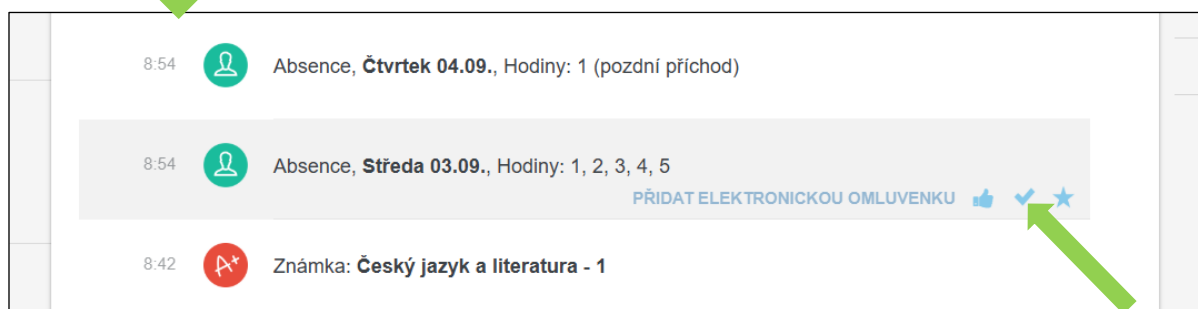 8:54 Absence, Čtvrtek 04.09., Hodiny: 1 (pozdní příchod)
8:54 Absence, Středa 03.09., Hodiny: 1, 2, 3, 4, 5
PŘIDAT ELEKTRONICKOU OMLUVENKU
8:42 A+ Známka: Český jazyk a literatura - 1